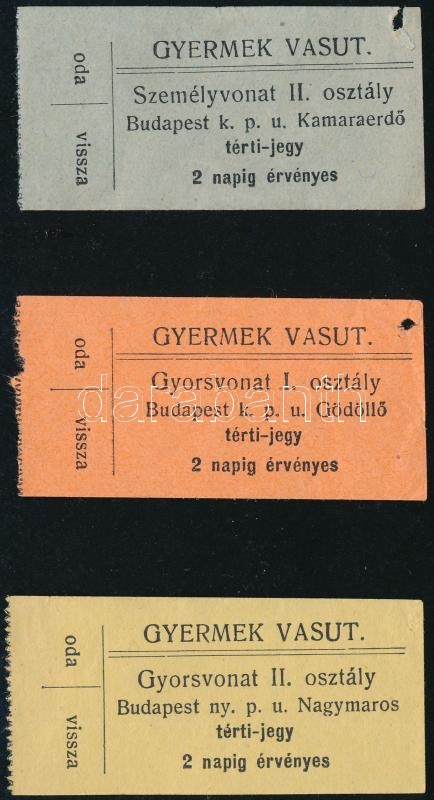 GYERMEK VASUT.
Személyvonat II. osztály
Budapest k. p. u. Kamaraerdő
térti-jegy
2 napig érvényes
oda
vissza
GYERMEK VASUT.
Gyorsvonat I. osztály
Budapest k. p. u. Gödöllő
térti-jegy
2 napig érvényes
oda
vissza
darabanth
GYERMEK VASUT.
Gyorsvonat II. osztály
Budapest ny. p. u. Nagymaros
térti-jegy
2 napig érvényes
oda
vissza